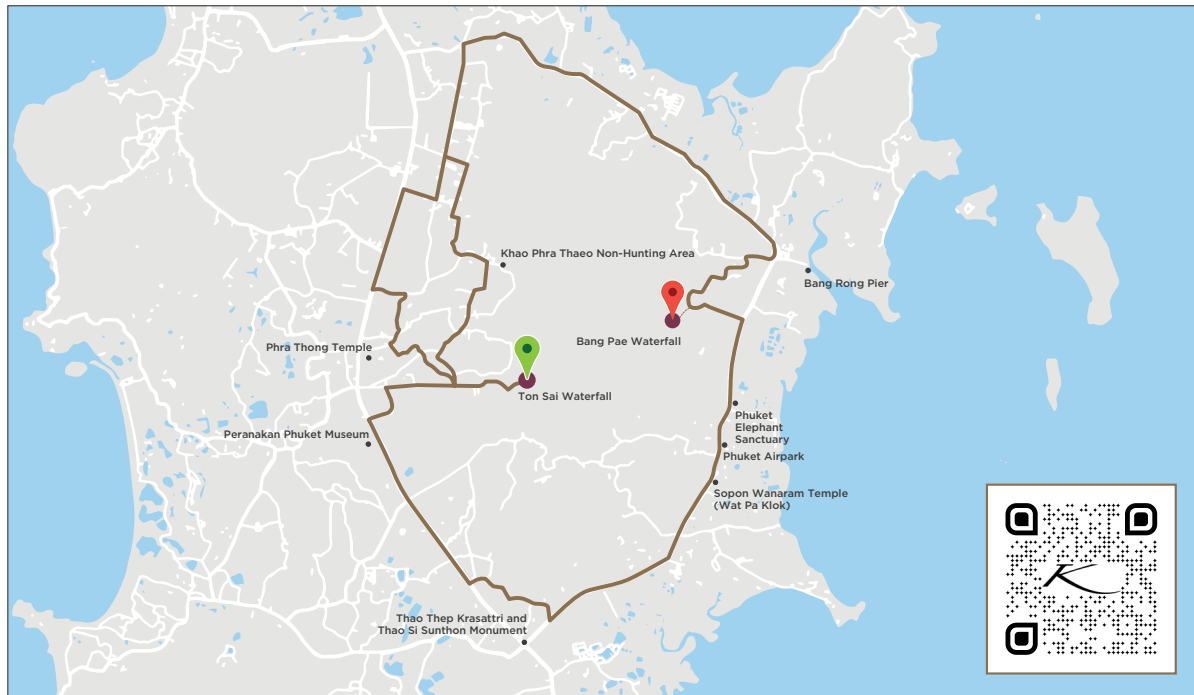 Khao Phra Thaeo Non-Hunting Area
Bang Rong Pier
Bang Pae Waterfall
Phra Thong Temple
Ton Sai Waterfall
Phuket
Elephant
Sanctuary
Peranakan Phuket Museum
Phuket Airpark
Sopon Wanaram Temple
(Wat Pa Klok)
K
Thao Thep Krasattri and
Thao Si Sunthon Monument